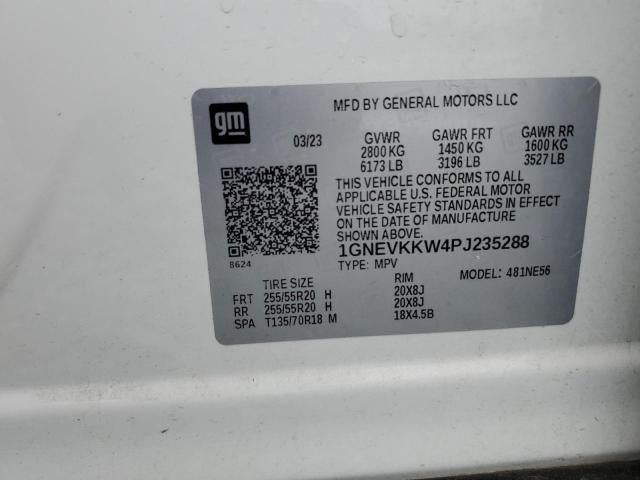 gm
MFD BY GENERAL MOTORS LLC
03/23 GVWR GAWR FRT GAWR RR
2800 KG 1450 KG 1600 KG
6173 LB 3196 LB 3527 LB
THIS VEHICLE CONFORMS TO ALL
APPLICABLE U.S. FEDERAL MOTOR
VEHICLE SAFETY STANDARDS IN EFFECT
ON THE DATE OF MANUFACTURE
SHOWN ABOVE.
1GNEVKKW4PJ235288
8624
TYPE: MPV MODEL: 481NE56
TIRE SIZE RIM
FRT 255/55R20 H 20X8J
RR 255/55R20 H 20X8J
SPA T135/70R18 M 18X4.5B